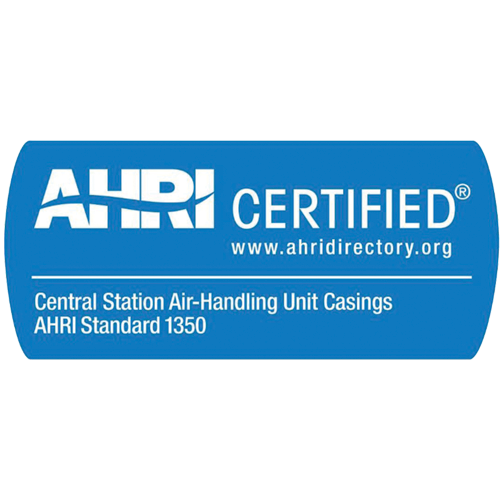 AHRI CERTIFIED®
www.ahridirectory.org
Central Station Air-Handling Unit Casings
AHRI Standard 1350